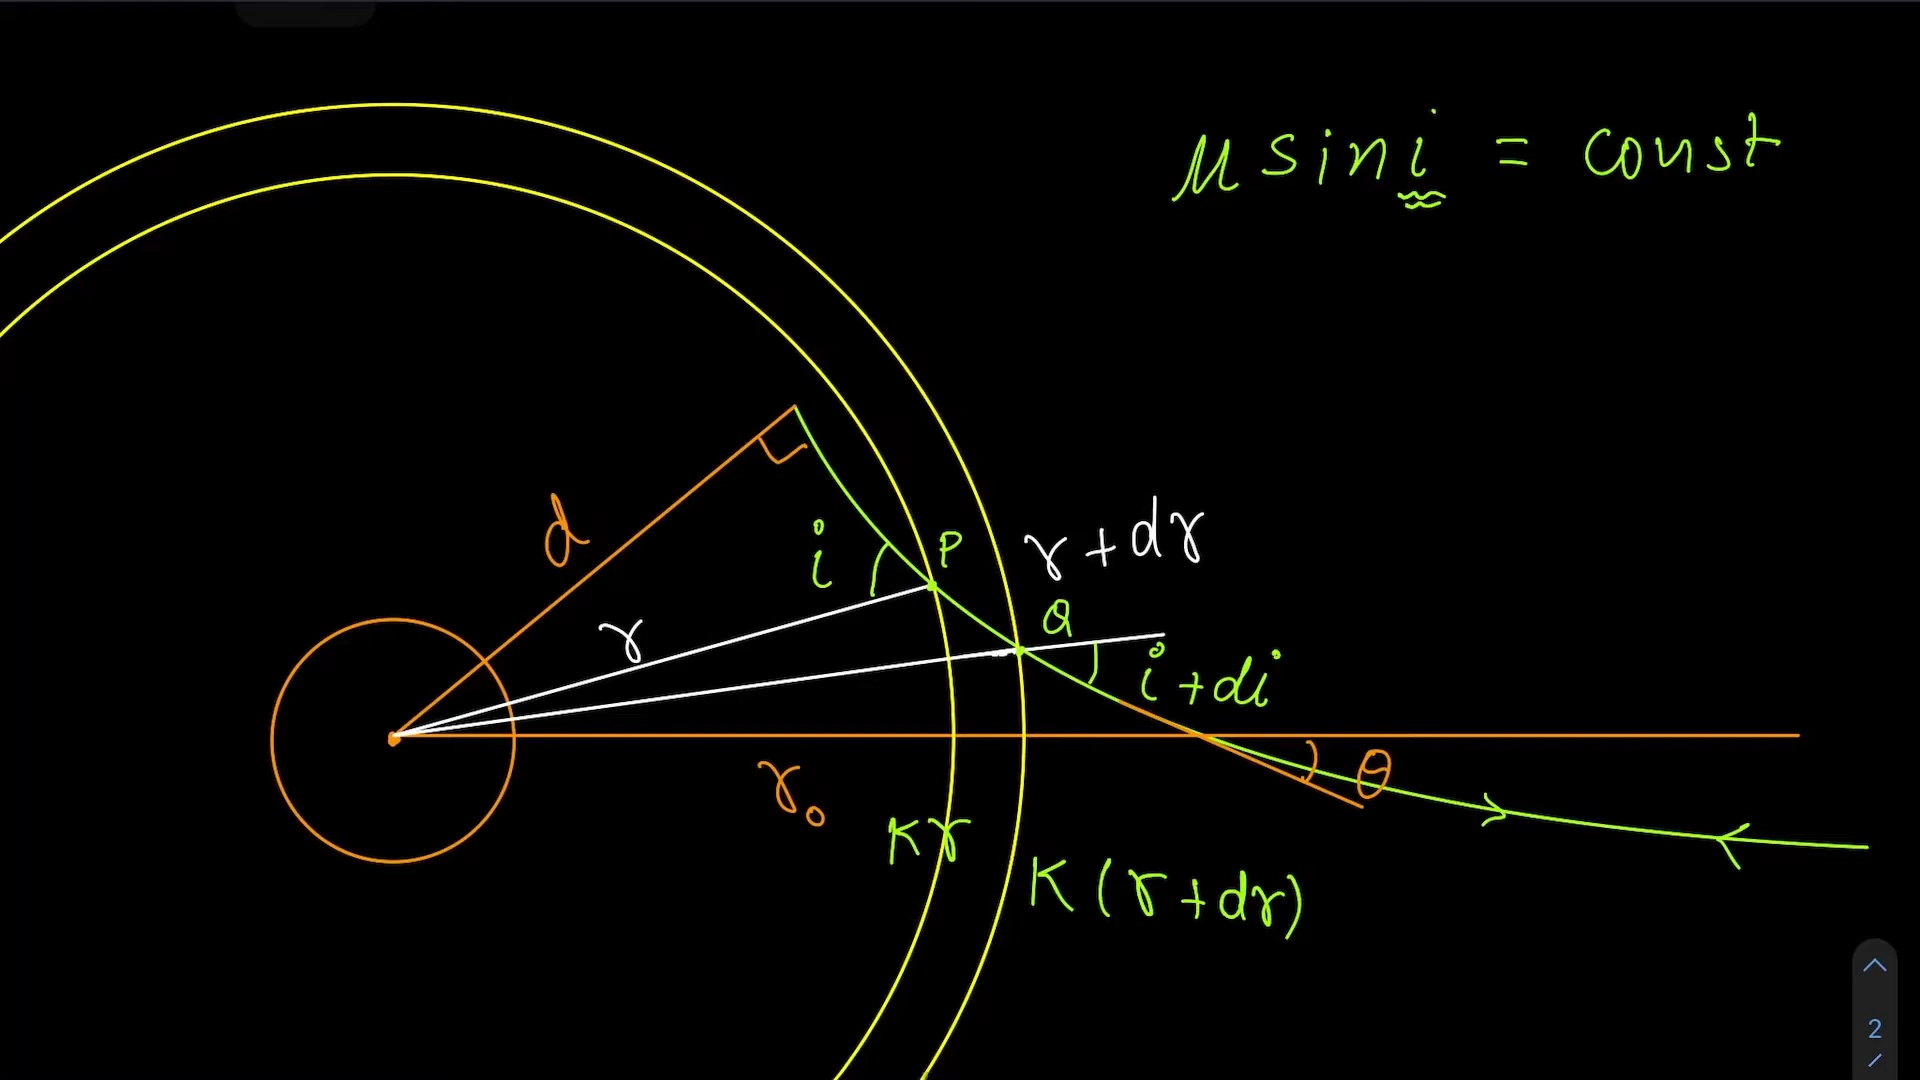 μ sin i = const
d
i
P
r + dr
r
Q
i + di
θ
r₀
Kr
K (r + dr)
2